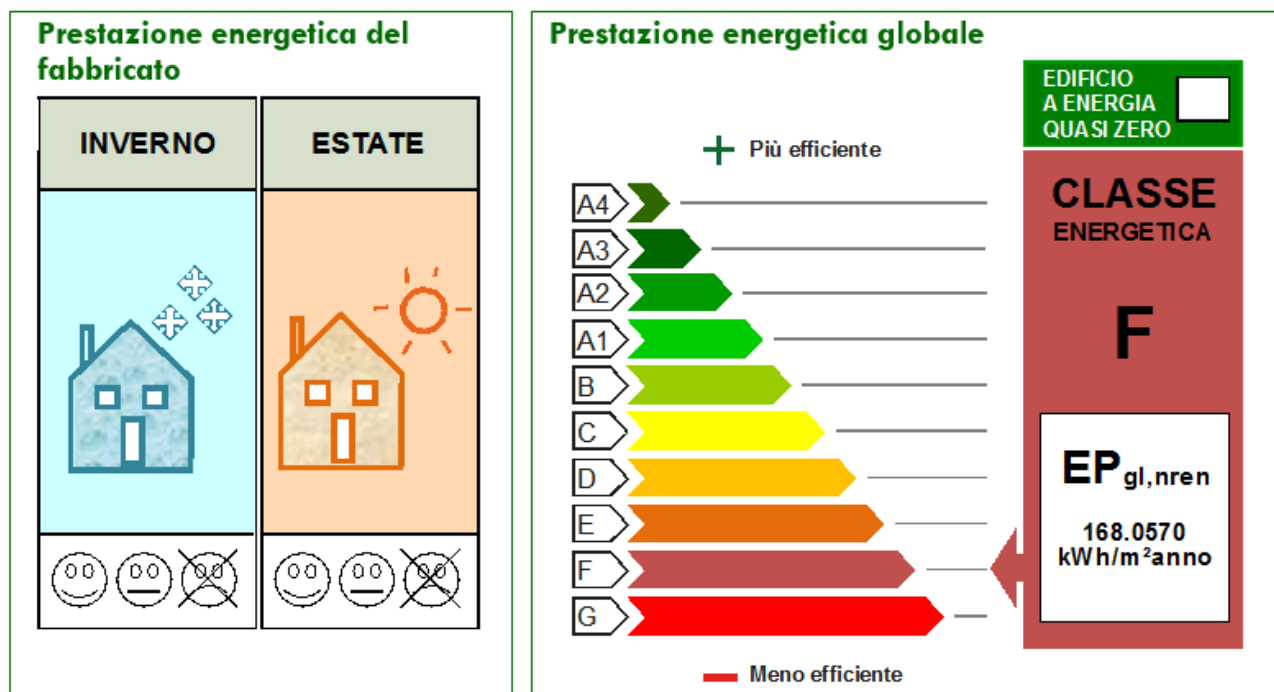 Prestazione energetica del
fabbricato
INVERNO
ESTATE
Prestazione energetica globale
EDIFICIO
A ENERGIA
QUASI ZERO
+ Più efficiente
A4
A3
A2
A1
B
C
D
E
F
G
Meno efficiente
CLASSE
ENERGETICA
F
EPgl,nren
168.0570
kWh/m²anno